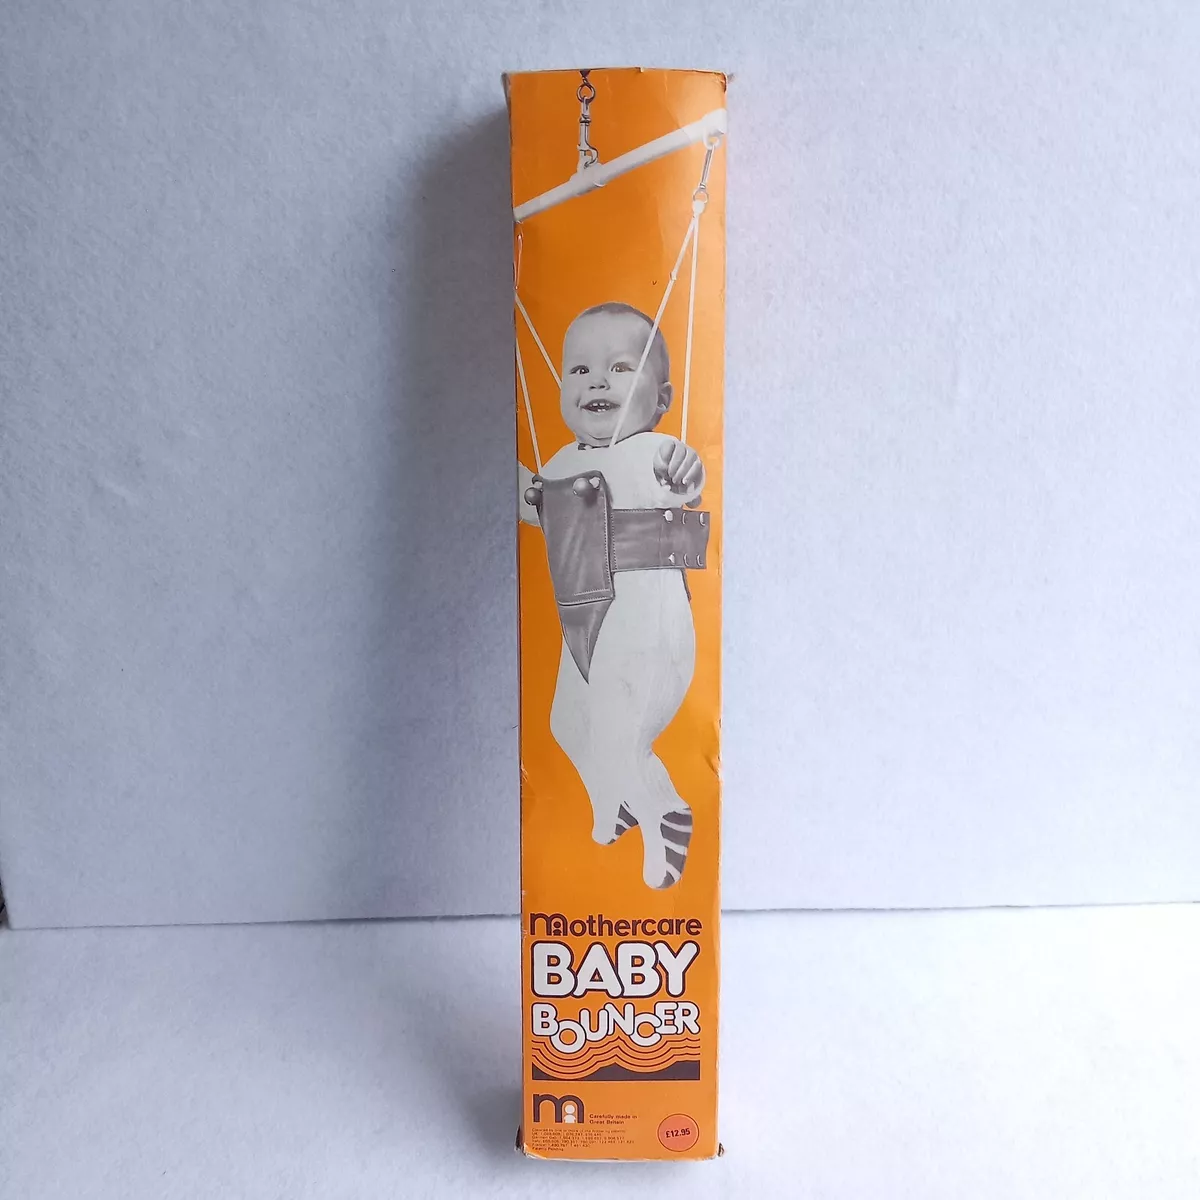 mothercare
BABY
BOUNCER
m
Carefully made in
Great Britain
£12.95